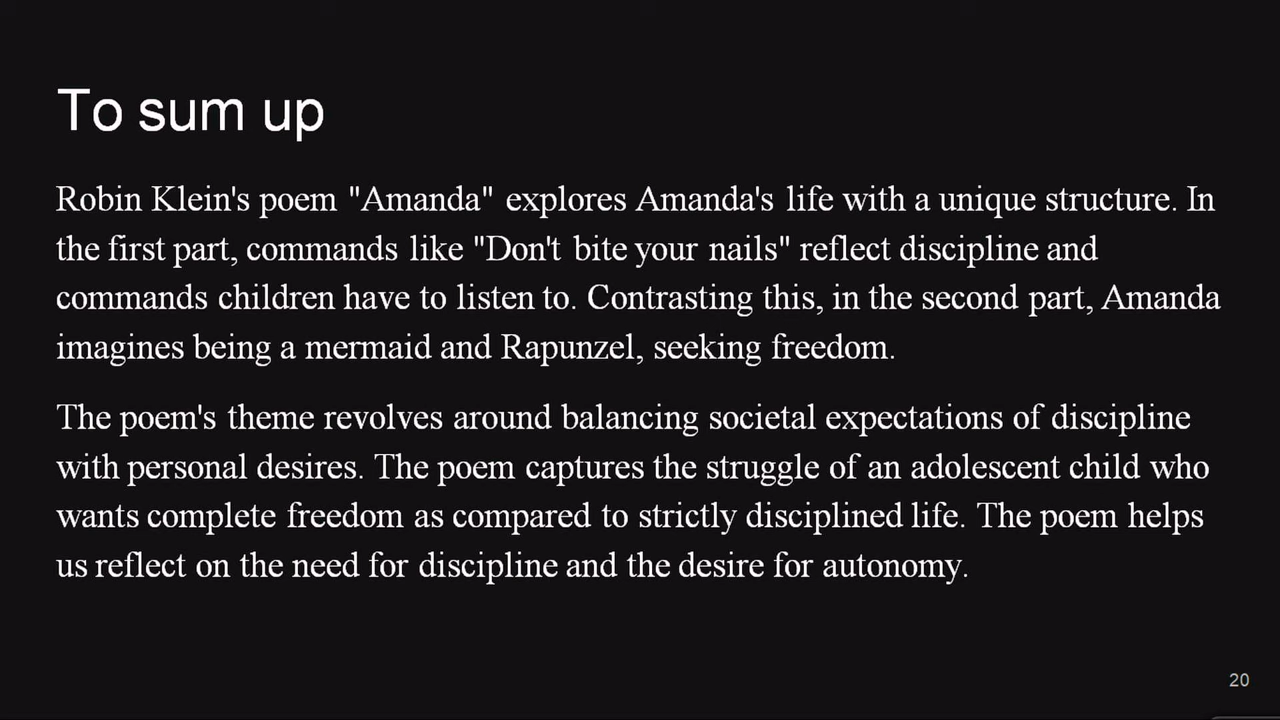 To sum up
Robin Klein's poem "Amanda" explores Amanda's life with a unique structure. In
the first part, commands like "Don't bite your nails" reflect discipline and
commands children have to listen to. Contrasting this, in the second part, Amanda
imagines being a mermaid and Rapunzel, seeking freedom.
The poem's theme revolves around balancing societal expectations of discipline
with personal desires. The poem captures the struggle of an adolescent child who
wants complete freedom as compared to strictly disciplined life. The poem helps
us reflect on the need for discipline and the desire for autonomy.
20